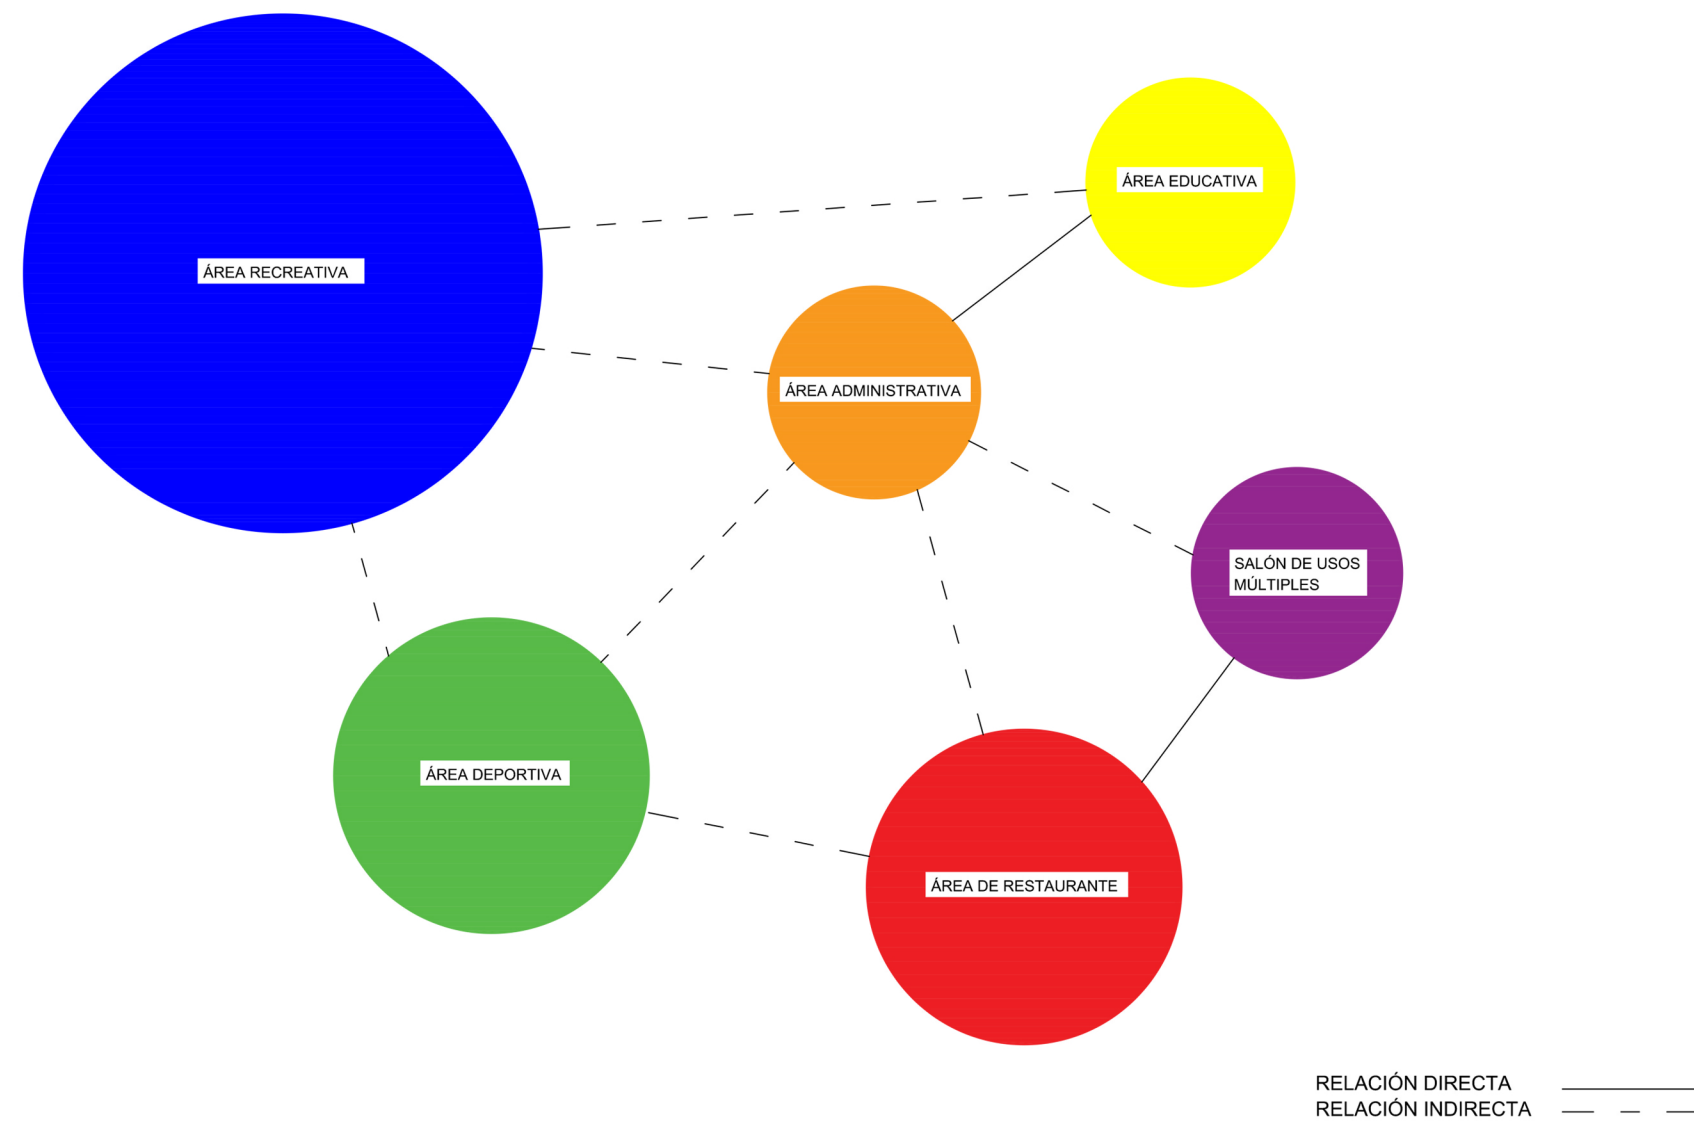 ÁREA EDUCATIVA
ÁREA RECREATIVA
ÁREA ADMINISTRATIVA
SALÓN DE USOS
MÚLTIPLES
ÁREA DEPORTIVA
ÁREA DE RESTAURANTE
RELACIÓN DIRECTA
RELACIÓN INDIRECTA